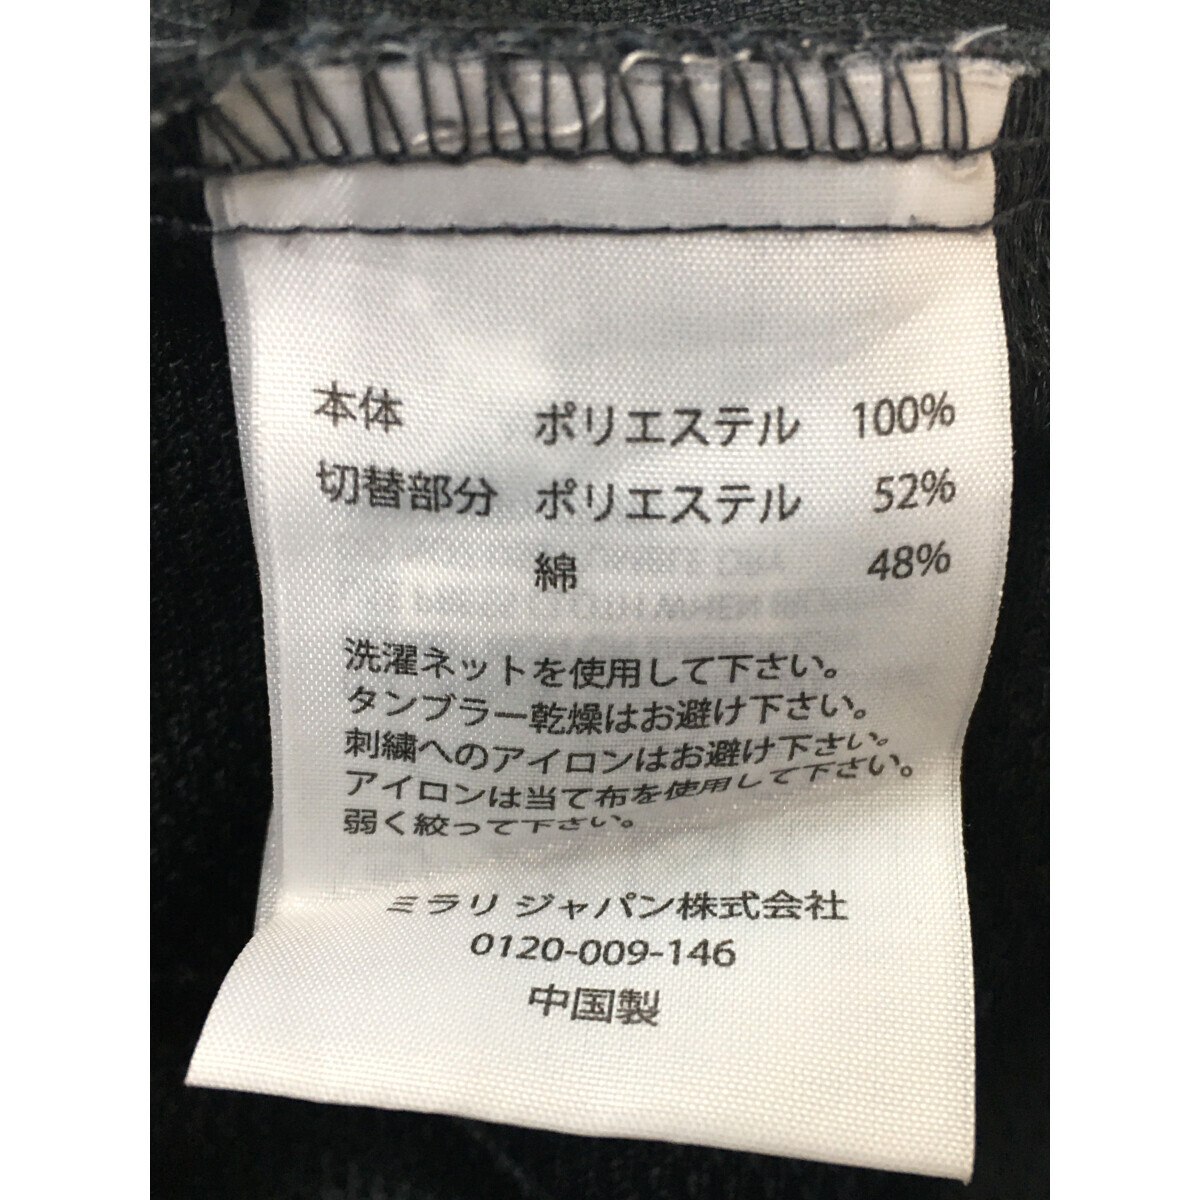 本体 ポリエステル 100%
切替部分 ポリエステル 52%
綿 48%
洗濯ネットを使用して下さい。
タンブラー乾燥はお避け下さい。
刺繍へのアイロンはお避け下さい。
アイロンは当て布を使用して下さい。
弱く絞って下さい。
ミラリ ジャパン株式会社
0120-009-146
中国製